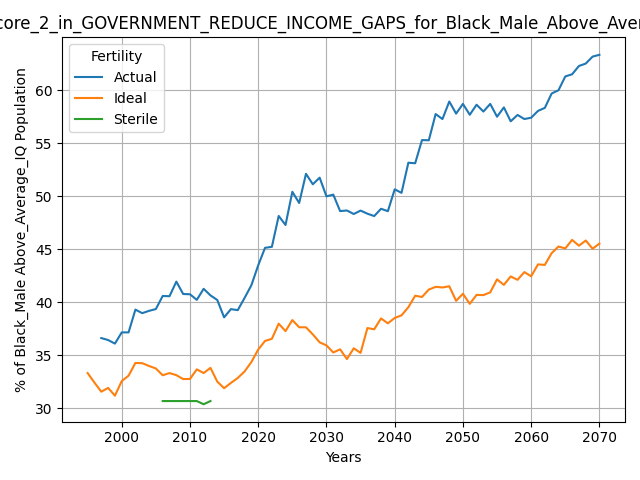 core_2_in_GOVERNMENT_REDUCE_INCOME_GAPS_for_Black_Male_Above_Aver
Fertility
Actual
Ideal
Sterile
% of Black_Male Above_Average_IQ Population
60
55
50
45
40
35
30
2000 2010 2020 2030 2040 2050 2060 2070
Years